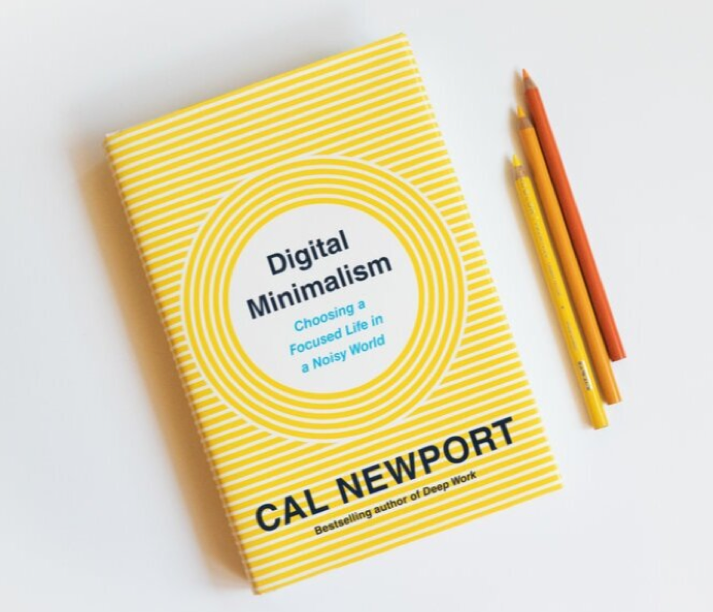 Digital
Minimalism
Choosing a
Focused Life in
a Noisy World
CAL NEWPORT
Bestselling author of Deep Work